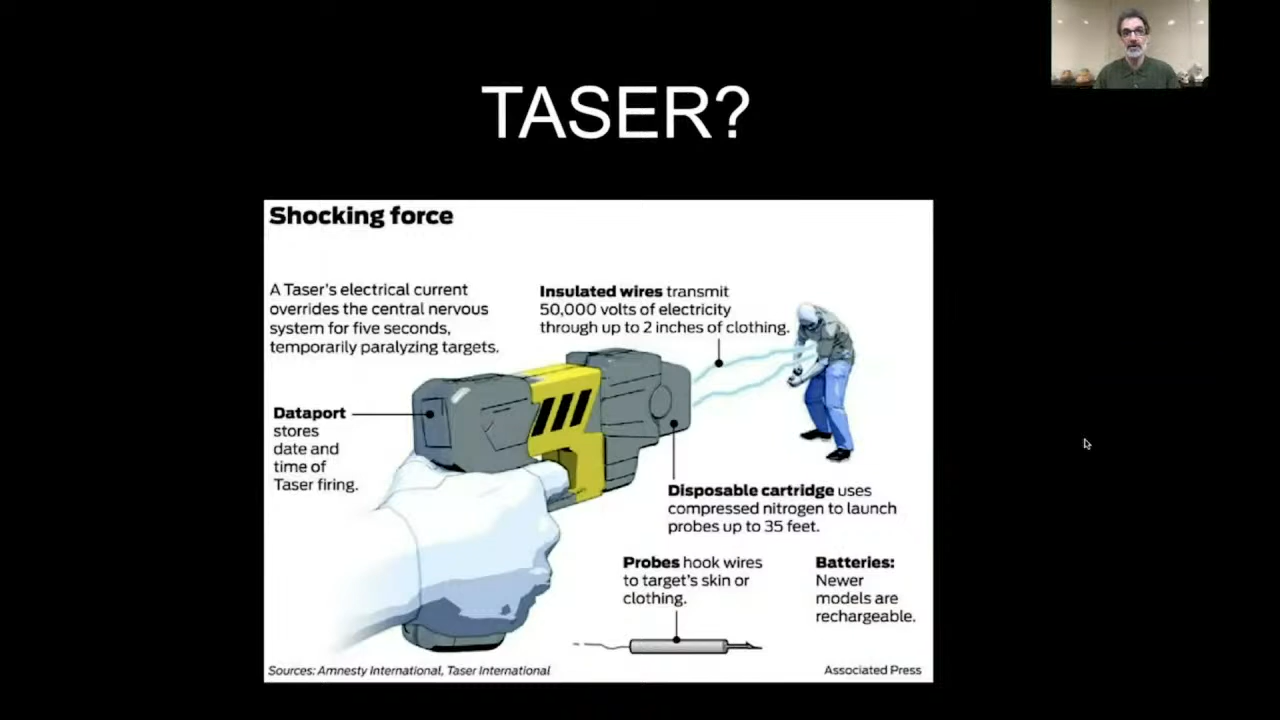 TASER?
Shocking force
A Taser's electrical current
overrides the central nervous
system for five seconds,
temporarily paralyzing targets.
Insulated wires transmit
50,000 volts of electricity
through up to 2 inches of clothing.
Dataport
stores
date and
time of
Taser firing.
Disposable cartridge uses
compressed nitrogen to launch
probes up to 35 feet.
Probes hook wires
to target's skin or
clothing.
Batteries:
Newer
models are
rechargeable.
Sources: Amnesty International, Taser International
Associated Press